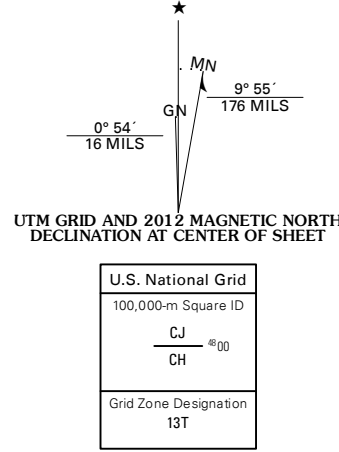 ★
MN
GN
9° 55´
176 MILS
0° 54´
16 MILS
UTM GRID AND 2012 MAGNETIC NORTH
DECLINATION AT CENTER OF SHEET
U.S. National Grid
100,000-m Square ID
CJ
4800
CH
Grid Zone Designation
13T